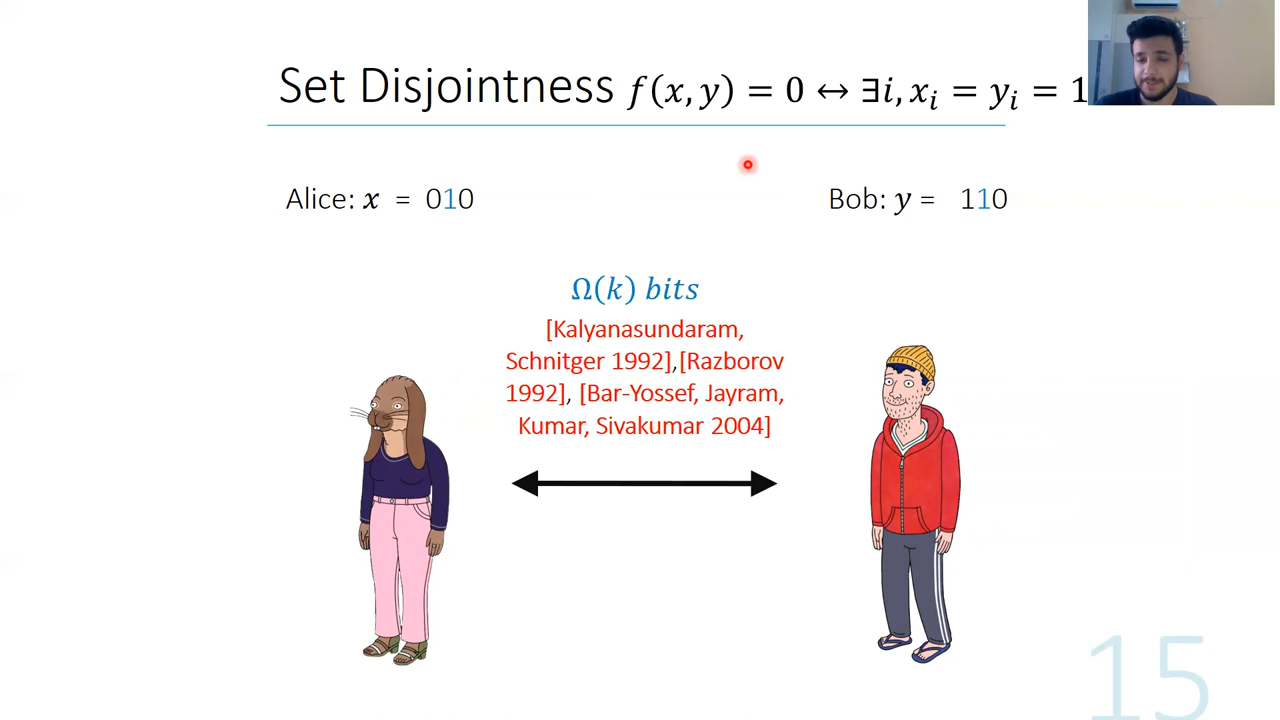 Set Disjointness f(x, y) = 0 ↔ ∃i, xᵢ = yᵢ = 1
Alice: x = 010
Bob: y = 110
Ω(k) bits
[Kalyanasundaram,
Schnitger 1992],[Razborov
1992], [Bar-Yossef, Jayram,
Kumar, Sivakumar 2004]
15